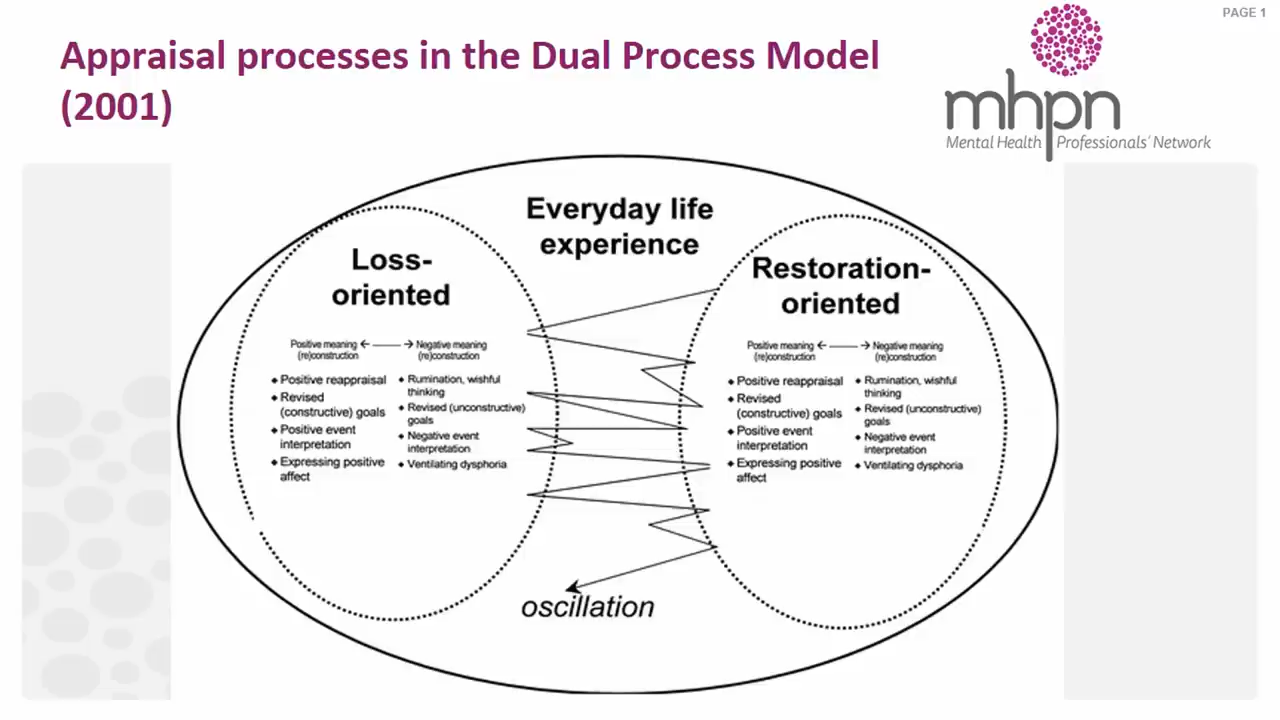 PAGE 1
Appraisal processes in the Dual Process Model
(2001)
mhpn
Mental Health Professionals' Network
Everyday life
experience
Loss-
oriented
Positive meaning ← —— → Negative meaning
(re)construction (re)construction
◆ Positive reappraisal
◆ Revised
(constructive) goals
◆ Positive event
interpretation
◆ Expressing positive
affect
◆ Rumination, wishful
thinking
◆ Revised (unconstructive)
goals
◆ Negative event
interpretation
◆ Ventilating dysphoria
Restoration-
oriented
Positive meaning ← —— → Negative meaning
(re)construction (re)construction
◆ Positive reappraisal
◆ Revised
(constructive) goals
◆ Positive event
interpretation
◆ Expressing positive
affect
◆ Rumination, wishful
thinking
◆ Revised (unconstructive)
goals
◆ Negative event
interpretation
◆ Ventilating dysphoria
oscillation